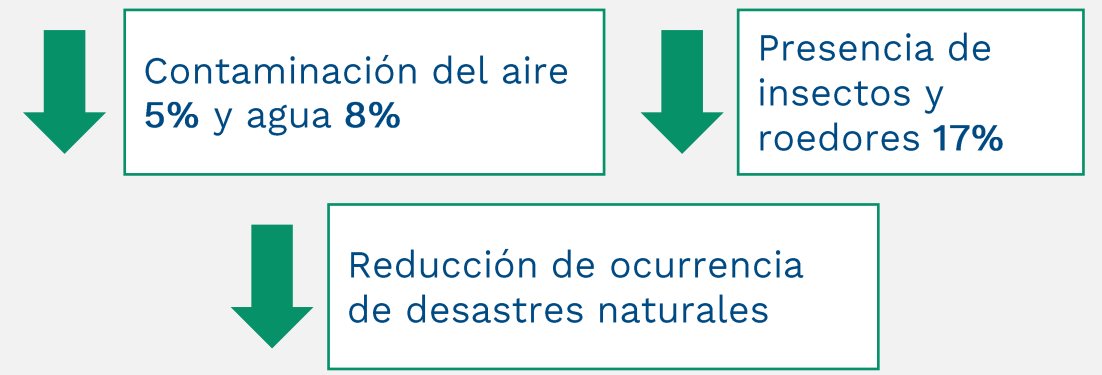 Contaminación del aire
5% y agua 8%
Presencia de
insectos y
roedores 17%
Reducción de ocurrencia
de desastres naturales